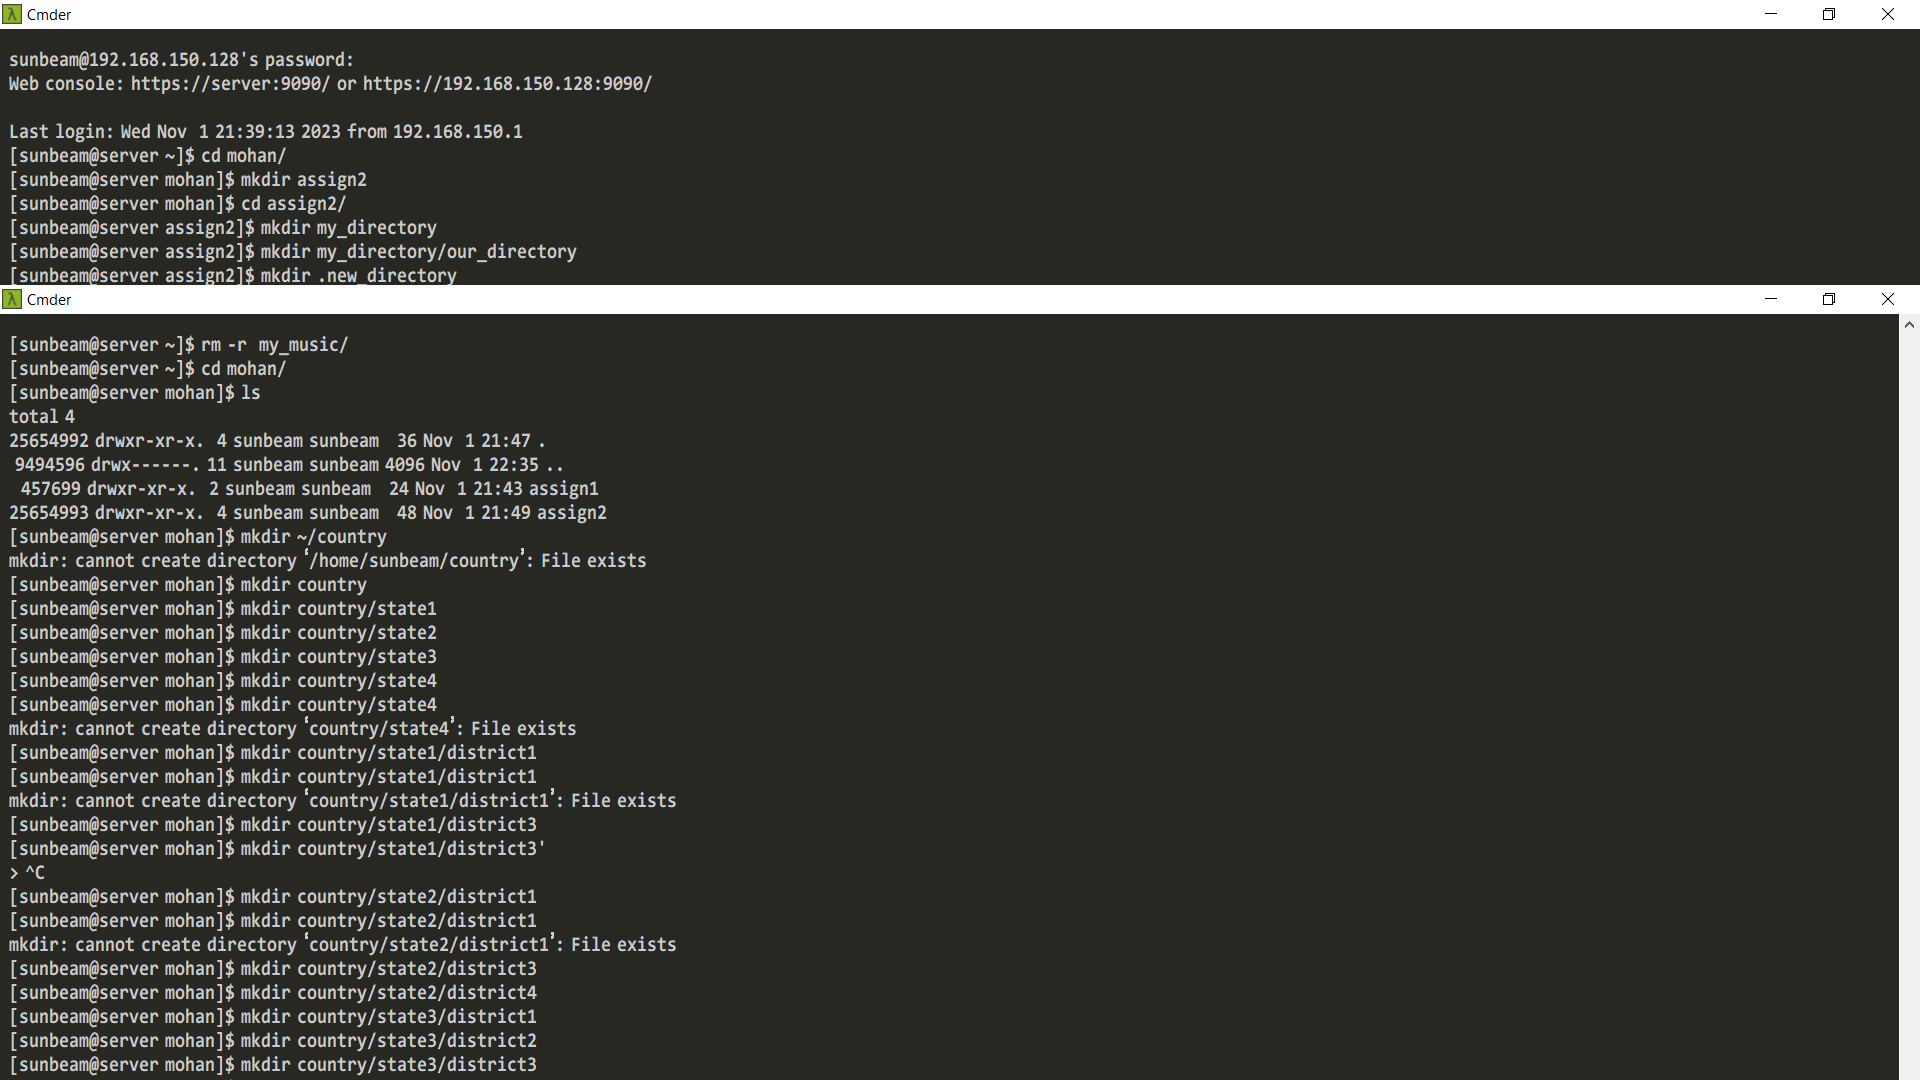 Cmder
sunbeam@192.168.150.128's password:
Web console: https://server:9090/ or https://192.168.150.128:9090/
Last login: Wed Nov  1 21:39:13 2023 from 192.168.150.1
[sunbeam@server ~]$ cd mohan/
[sunbeam@server mohan]$ mkdir assign2
[sunbeam@server mohan]$ cd assign2/
[sunbeam@server assign2]$ mkdir my_directory
[sunbeam@server assign2]$ mkdir my_directory/our_directory
[sunbeam@server assign2]$ mkdir .new_directory
Cmder
[sunbeam@server ~]$ rm -r  my_music/
[sunbeam@server ~]$ cd mohan/
[sunbeam@server mohan]$ ls
total 4
25654992 drwxr-xr-x.  4 sunbeam sunbeam   36 Nov  1 21:47 .
 9494596 drwx------. 11 sunbeam sunbeam 4096 Nov  1 22:35 ..
  457699 drwxr-xr-x.  2 sunbeam sunbeam   24 Nov  1 21:43 assign1
25654993 drwxr-xr-x.  4 sunbeam sunbeam   48 Nov  1 21:49 assign2
[sunbeam@server mohan]$ mkdir ~/country
mkdir: cannot create directory ‘/home/sunbeam/country’: File exists
[sunbeam@server mohan]$ mkdir country
[sunbeam@server mohan]$ mkdir country/state1
[sunbeam@server mohan]$ mkdir country/state2
[sunbeam@server mohan]$ mkdir country/state3
[sunbeam@server mohan]$ mkdir country/state4
[sunbeam@server mohan]$ mkdir country/state4
mkdir: cannot create directory ‘country/state4’: File exists
[sunbeam@server mohan]$ mkdir country/state1/district1
[sunbeam@server mohan]$ mkdir country/state1/district1
mkdir: cannot create directory ‘country/state1/district1’: File exists
[sunbeam@server mohan]$ mkdir country/state1/district3
[sunbeam@server mohan]$ mkdir country/state1/district3'
> ^C
[sunbeam@server mohan]$ mkdir country/state2/district1
[sunbeam@server mohan]$ mkdir country/state2/district1
mkdir: cannot create directory ‘country/state2/district1’: File exists
[sunbeam@server mohan]$ mkdir country/state2/district3
[sunbeam@server mohan]$ mkdir country/state2/district4
[sunbeam@server mohan]$ mkdir country/state3/district1
[sunbeam@server mohan]$ mkdir country/state3/district2
[sunbeam@server mohan]$ mkdir country/state3/district3